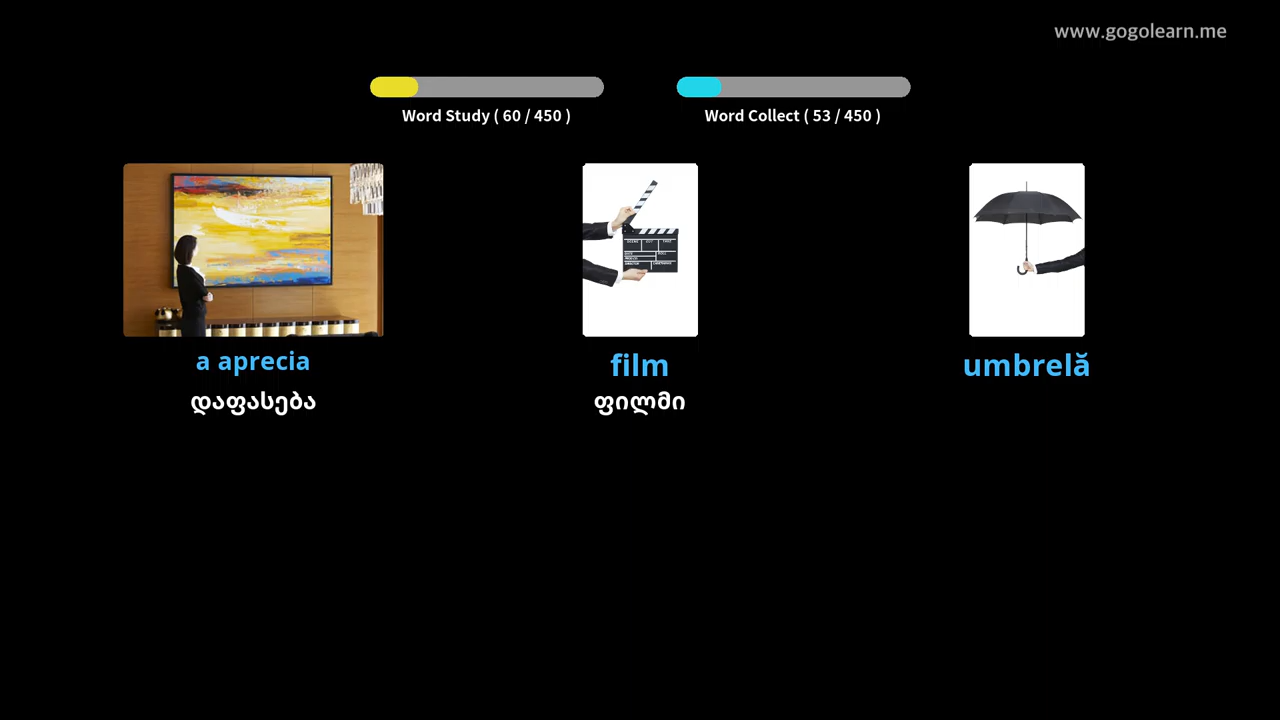 www.gogolearn.me
Word Study ( 60 / 450 )
Word Collect ( 53 / 450 )
a aprecia
დაფასება
film
ფილმი
umbrelă